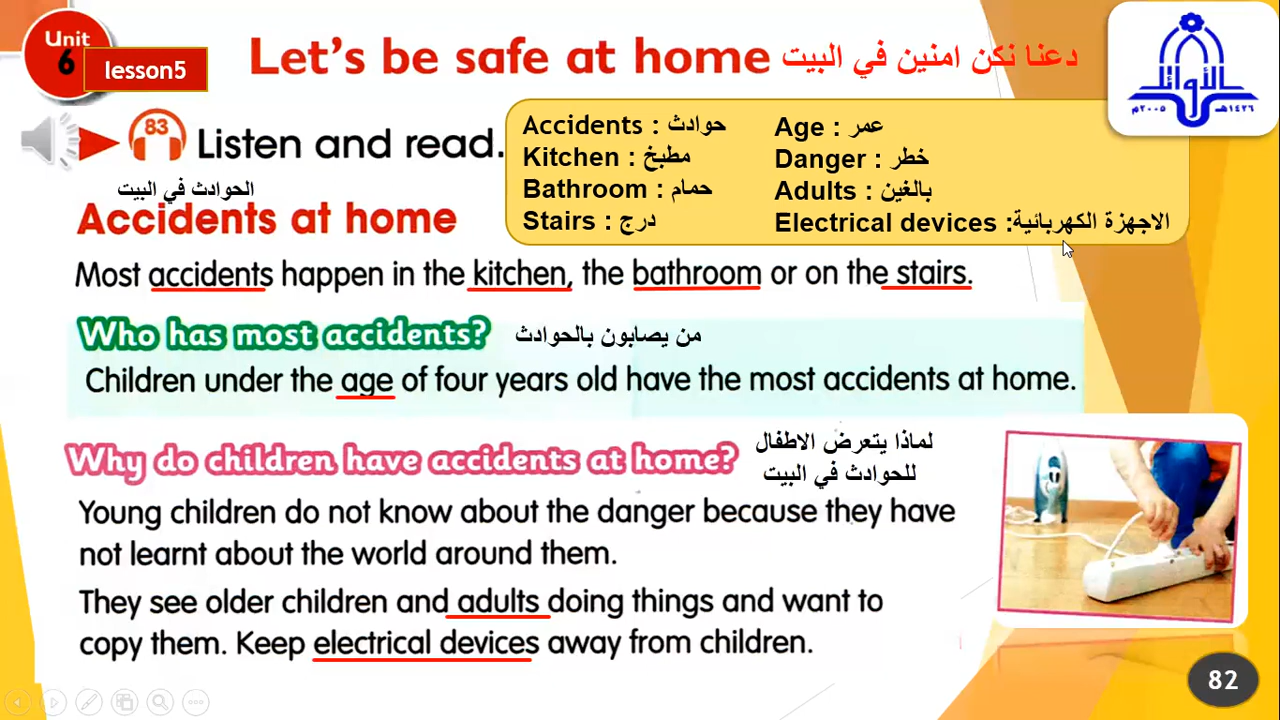 Unit
6
lesson5
Let's be safe at home دعنا نكن امنين في البيت
الأوائل
١٤٢٦هـ ٢٠٠٥م
83
Listen and read.
Accidents : حوادث
Kitchen : مطبخ
Bathroom : حمام
Stairs : درج
Age : عمر
Danger : خطر
Adults : بالغين
Electrical devices :الاجهزة الكهربائية
الحوادث في البيت
Accidents at home
Most accidents happen in the kitchen, the bathroom or on the stairs.
Who has most accidents? من يصابون بالحوادث
Children under the age of four years old have the most accidents at home.
Why do children have accidents at home? لماذا يتعرض الاطفال
للحوادث في البيت
Young children do not know about the danger because they have
not learnt about the world around them.
They see older children and adults doing things and want to
copy them. Keep electrical devices away from children.
82